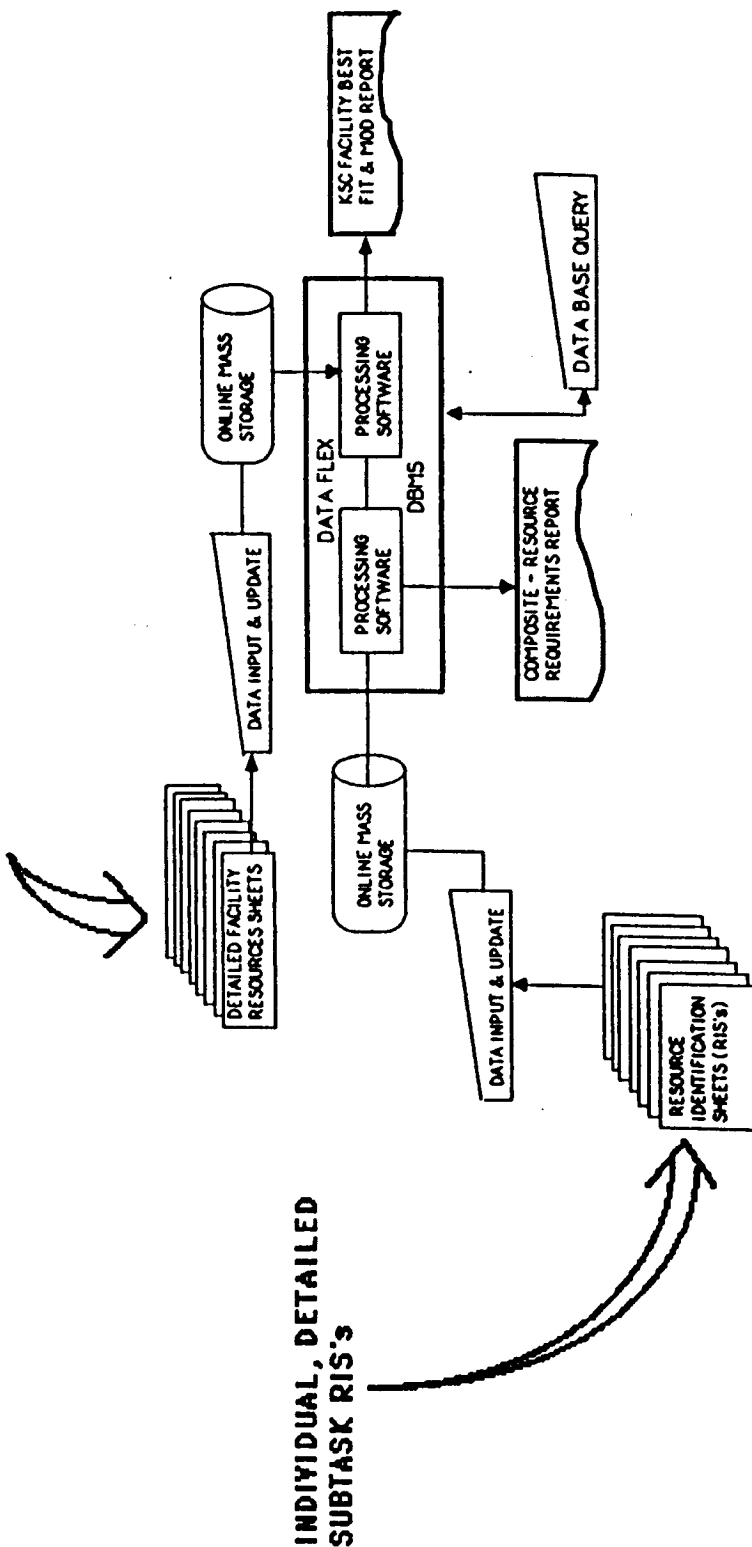 INDIVIDUAL, DETAILED
SUBTASK RIS's
DETAILED FACILITY
RESOURCES SHEETS
DATA INPUT & UPDATE
ONLINE MASS
STORAGE
RESOURCE
IDENTIFICATION
SHEETS (RIS's)
DATA INPUT & UPDATE
ONLINE MASS
STORAGE
DATA FLEX
PROCESSING
SOFTWARE
PROCESSING
SOFTWARE
DBMS
KSC FACILITY BEST
FIT & MOD REPORT
COMPOSITE - RESOURCE
REQUIREMENTS REPORT
DATA BASE QUERY